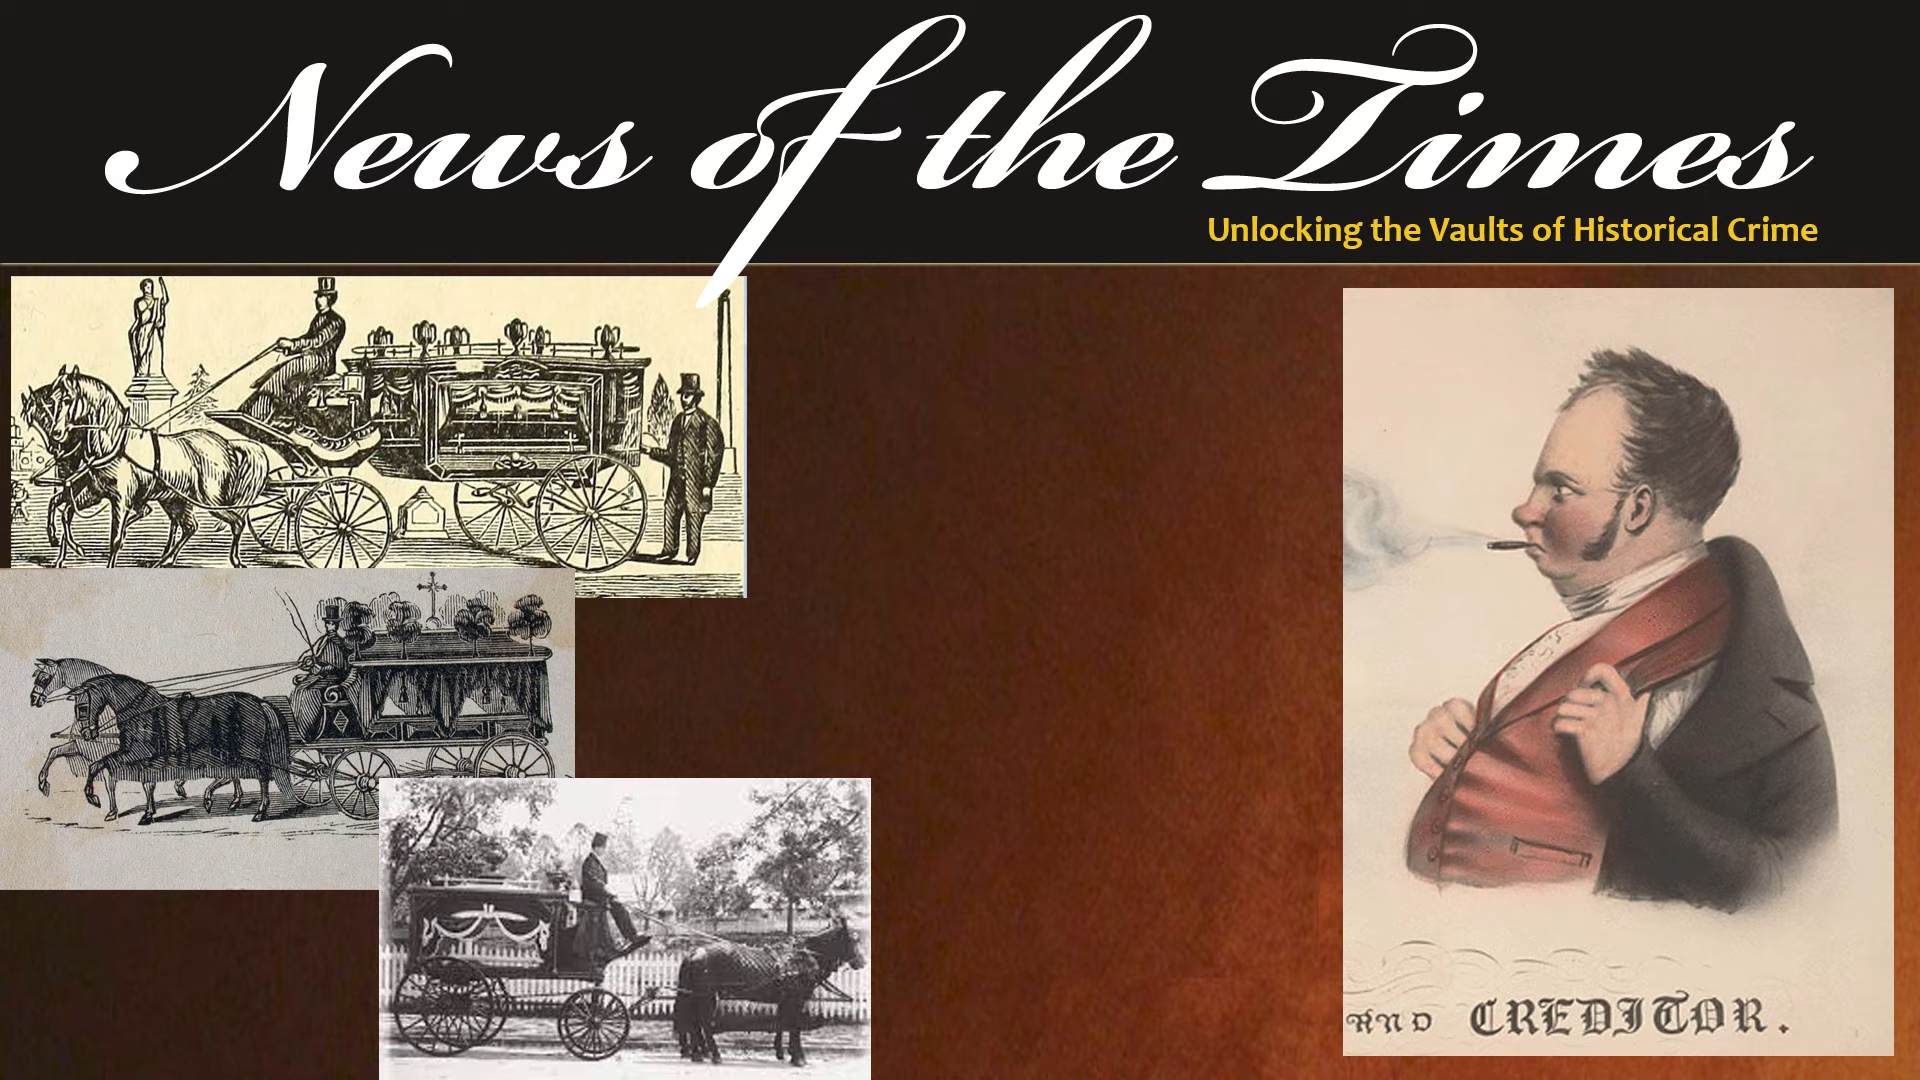 News of the Times
Unlocking the Vaults of Historical Crime
AND CREDITOR.